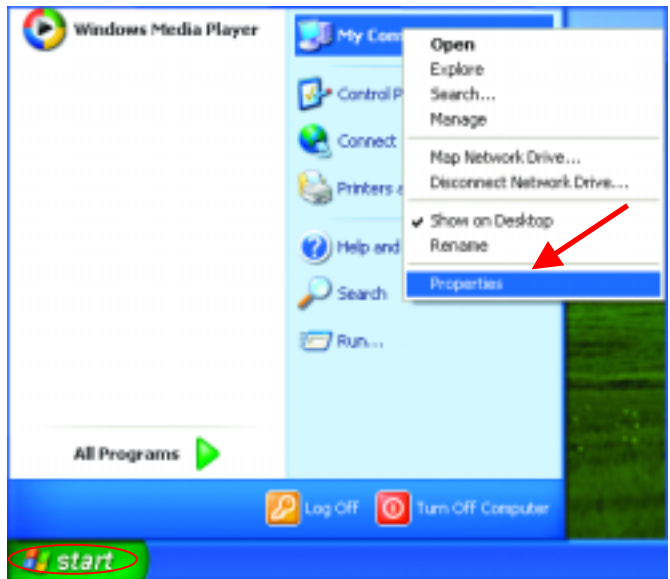 Windows Media Player
My Com
Control P
Connect
Printers a
Help and
Search
Run...
All Programs
Open
Explore
Search...
Manage
Map Network Drive...
Disconnect Network Drive...
Show on Desktop
Rename
Properties
Log Off
Turn Off Computer
start